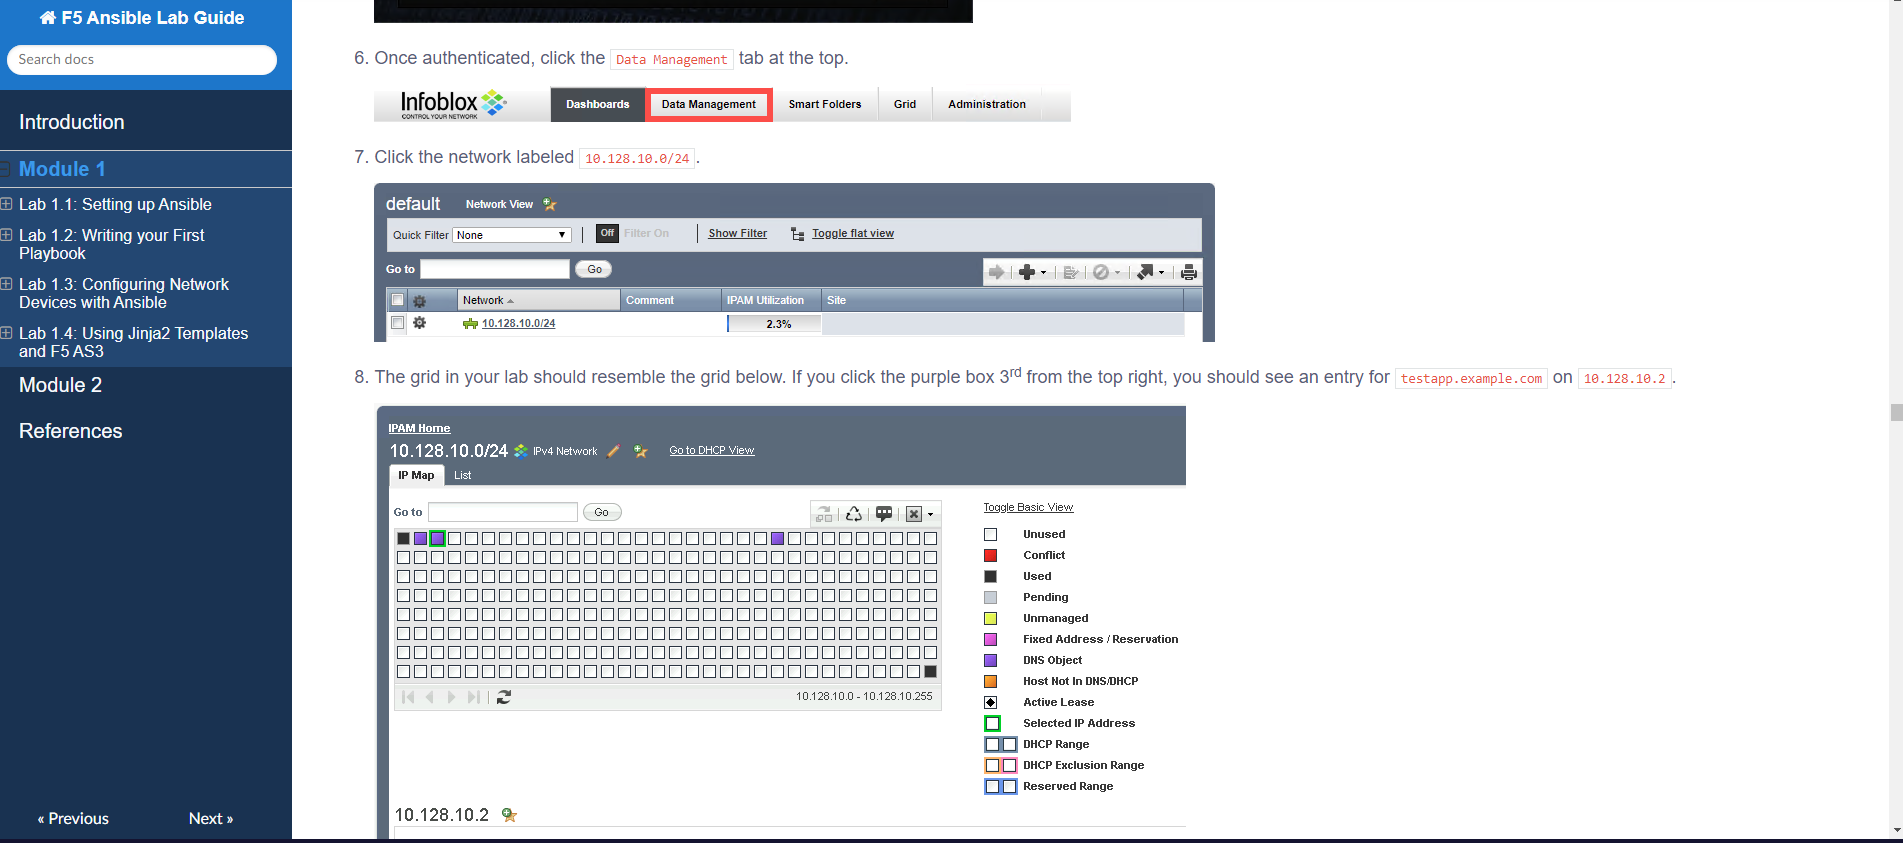 F5 Ansible Lab Guide
Search docs
Introduction
Module 1
Lab 1.1: Setting up Ansible
Lab 1.2: Writing your First
Playbook
Lab 1.3: Configuring Network
Devices with Ansible
Lab 1.4: Using Jinja2 Templates
and F5 AS3
Module 2
References
« Previous
Next »
6. Once authenticated, click the Data Management tab at the top.
Infoblox
CONTROL YOUR NETWORK
Dashboards Data Management Smart Folders Grid Administration
7. Click the network labeled 10.128.10.0/24 .
default Network View
Quick Filter None Off Filter On Show Filter Toggle flat view
Go to Go
Network Comment IPAM Utilization Site
10.128.10.0/24 2.3%
8. The grid in your lab should resemble the grid below. If you click the purple box 3rd from the top right, you should see an entry for testapp.example.com on 10.128.10.2 .
IPAM Home
10.128.10.0/24 IPv4 Network Go to DHCP View
IP Map List
Go to Go
10.128.10.0 - 10.128.10.255
Toggle Basic View
Unused
Conflict
Used
Pending
Unmanaged
Fixed Address / Reservation
DNS Object
Host Not In DNS/DHCP
Active Lease
Selected IP Address
DHCP Range
DHCP Exclusion Range
Reserved Range
10.128.10.2